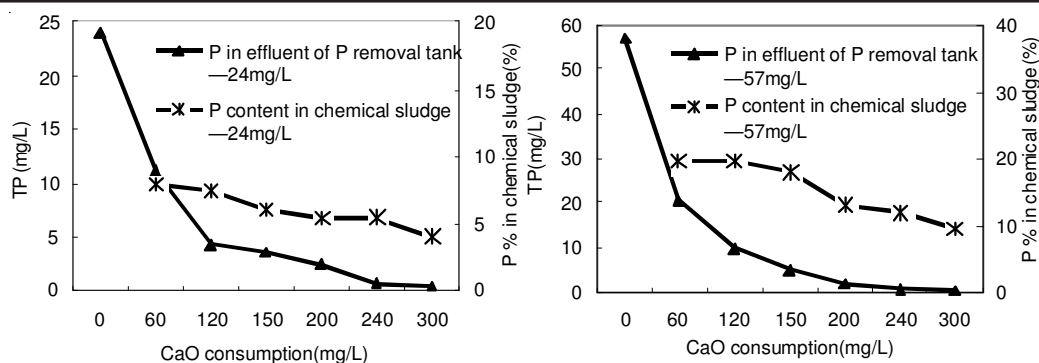 25
20
15
10
5
0
TP (mg/L)
P in effluent of P removal tank
—24mg/L
P content in chemical sludge
—24mg/L
20
15
10
5
0
P % in chemical sludge(%)
0 60 120 150 200 240 300
CaO consumption(mg/L)
60
50
40
30
20
10
0
TP(mg/L)
P in effluent of P removal tank
—57mg/L
P content in chemical sludge
—57mg/L
40
30
20
10
0
P % in chemical sludge(%)
0 60 120 150 200 240 300
CaO consumption(mg/L)